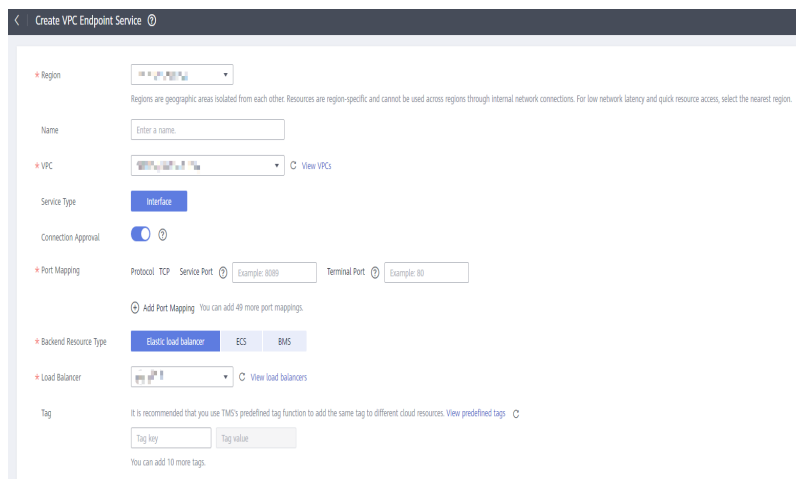 Create VPC Endpoint Service ?
* Region
Regions are geographic areas isolated from each other. Resources are region-specific and cannot be used across regions through internal network connections. For low network latency and quick resource access, select the nearest region.
Name Enter a name.
* VPC View VPCs
Service Type Interface
Connection Approval ?
* Port Mapping Protocol TCP Service Port ? Example: 8089 Terminal Port ? Example: 80
Add Port Mapping You can add 49 more port mappings.
* Backend Resource Type Elastic load balancer ECS BMS
* Load Balancer View load balancers
Tag It is recommended that you use TMS's predefined tag function to add the same tag to different cloud resources. View predefined tags
Tag key Tag value
You can add 10 more tags.